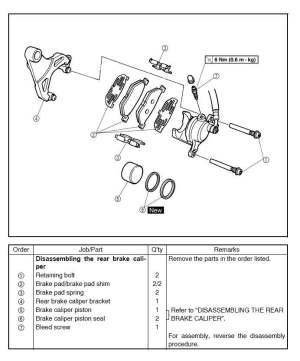 ③
6 Nm (0.6 m · kg)
⑦
④
②
①
③
⑤
⑥ New
Order Job/Part Q'ty Remarks
Disassembling the rear brake cali- Remove the parts in the order listed.
per
① Retaining bolt 2
② Brake pad/brake pad shim 2/2
③ Brake pad spring 2
④ Rear brake caliper bracket 1
⑤ Brake caliper piston 1 Refer to "DISASSEMBLING THE REAR
⑥ Brake caliper piston seal 2 BRAKE CALIPER".
⑦ Bleed screw 1
For assembly, reverse the disassembly
procedure.